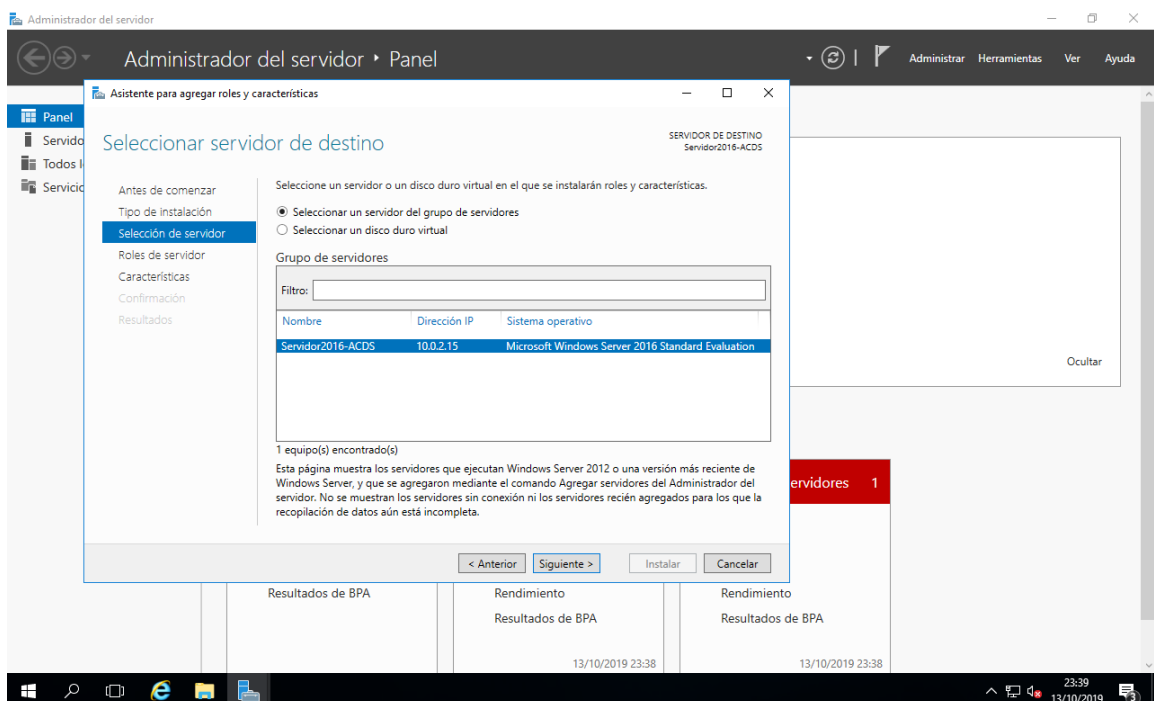 Administrador del servidor
Administrador del servidor ‣ Panel
Administrar Herramientas Ver Ayuda
Panel
Servido
Todos l
Servicio
Asistente para agregar roles y características
Seleccionar servidor de destino
SERVIDOR DE DESTINO
Servidor2016-ACDS
Antes de comenzar
Tipo de instalación
Selección de servidor
Roles de servidor
Características
Confirmación
Resultados
Seleccione un servidor o un disco duro virtual en el que se instalarán roles y características.
Seleccionar un servidor del grupo de servidores
Seleccionar un disco duro virtual
Grupo de servidores
Filtro:
Nombre Dirección IP Sistema operativo
Servidor2016-ACDS 10.0.2.15 Microsoft Windows Server 2016 Standard Evaluation
1 equipo(s) encontrado(s)
Esta página muestra los servidores que ejecutan Windows Server 2012 o una versión más reciente de
Windows Server, y que se agregaron mediante el comando Agregar servidores del Administrador del
servidor. No se muestran los servidores sin conexión ni los servidores recién agregados para los que la
recopilación de datos aún está incompleta.
< Anterior Siguiente > Instalar Cancelar
Ocultar
ervidores 1
Resultados de BPA
Rendimiento
Resultados de BPA
13/10/2019 23:38
Rendimiento
Resultados de BPA
13/10/2019 23:38
23:39
13/10/2019
3